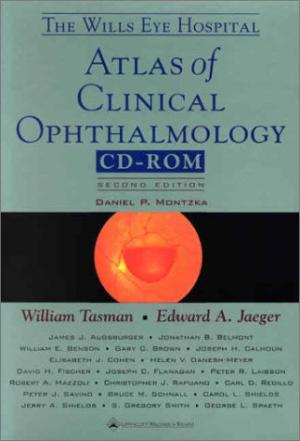 THE WILLS EYE HOSPITAL
ATLAS of
CLINICAL
OPHTHALMOLOGY
CD-ROM
SECOND EDITION
DANIEL P. MONTZKA
William Tasman ▪ Edward A. Jaeger
JAMES J. AUGSBURGER ▪ JONATHAN B. BELMONT
WILLIAM E. BENSON ▪ GARY C. BROWN ▪ JOSEPH H. CALHOUN
ELISABETH J. COHEN ▪ HELEN V. DANESH-MEYER
DAVID H. FISCHER ▪ JOSEPH C. FLANAGAN ▪ PETER R. LAIBSON
ROBERT A. MAZZOLI ▪ CHRISTOPHER J. RAPUANO ▪ CARL D. REGILLO
PETER J. SAVINO ▪ BRUCE M. SCHNALL ▪ CAROL L. SHIELDS
JERRY A. SHIELDS ▪ S. GREGORY SMITH ▪ GEORGE L. SPAETH
LIPPINCOTT WILLIAMS & WILKINS